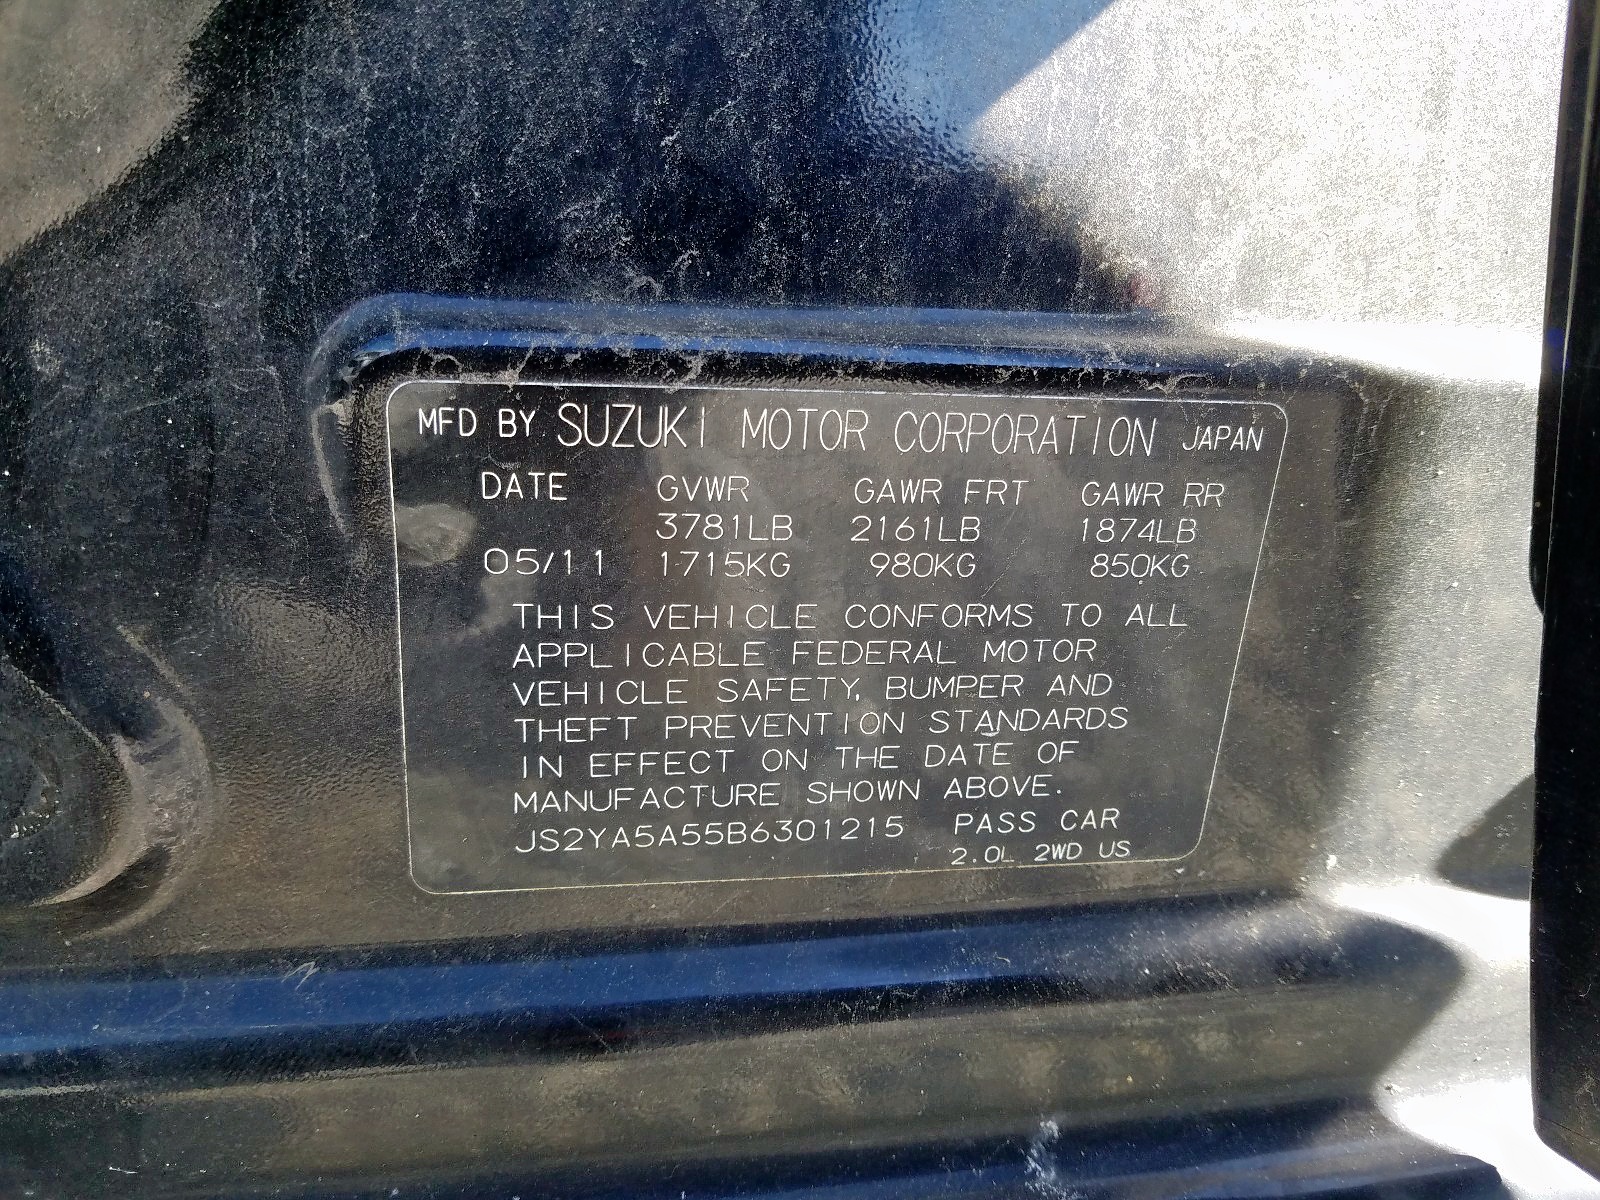 MFD BY SUZUKI MOTOR CORPORATION JAPAN
DATE GVWR GAWR FRT GAWR RR
3781LB 2161LB 1874LB
05/11 1715KG 980KG 850KG
THIS VEHICLE CONFORMS TO ALL
APPLICABLE FEDERAL MOTOR
VEHICLE SAFETY, BUMPER AND
THEFT PREVENTION STANDARDS
IN EFFECT ON THE DATE OF
MANUFACTURE SHOWN ABOVE.
JS2YA5A55B6301215 PASS CAR
2.0L 2WD US